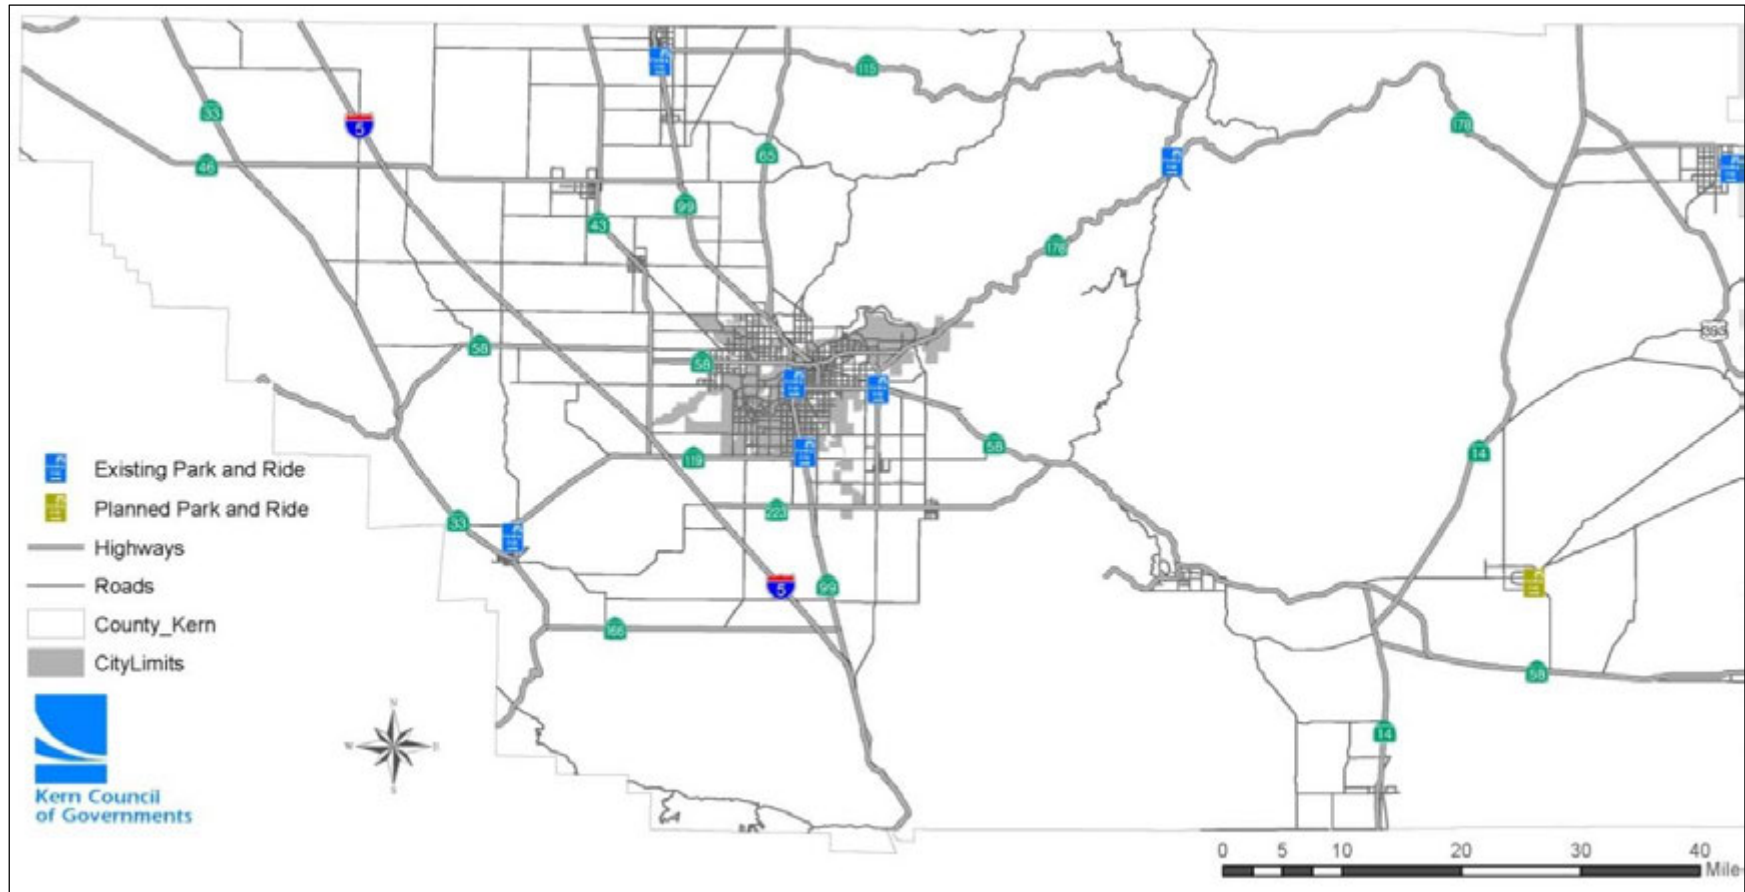 115
33
5
65
178
46
99
43
178
395
58
58
58
14
119
Existing Park and Ride
223
Planned Park and Ride
33
Highways
Roads
5
99
County_Kern
166
CityLimits
58
N
14
W E
S
Kern Council
of Governments
0 5 10 20 30 40
Mile